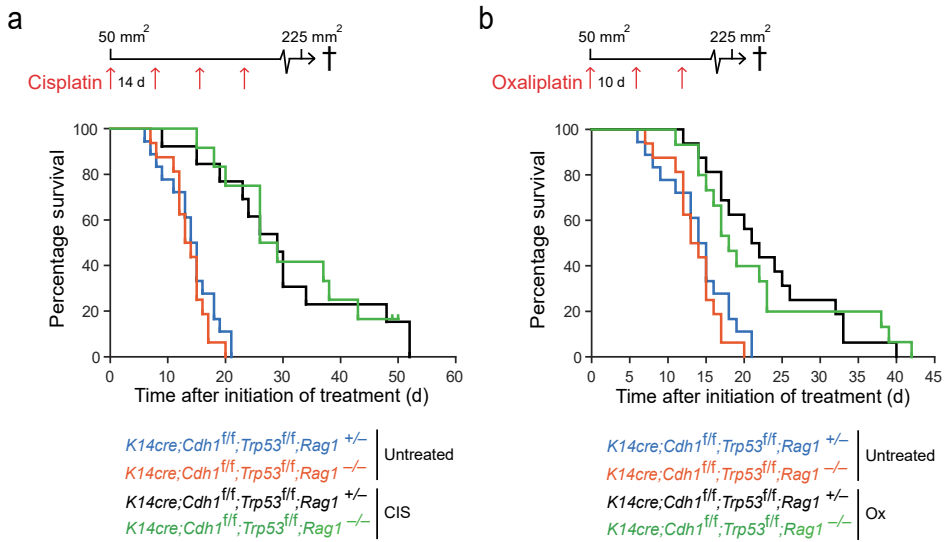 a
50 mm²
225 mm²
†
Cisplatin
14 d
Percentage survival
100
80
60
40
20
0
0 10 20 30 40 50 60
Time after initiation of treatment (d)
K14cre;Cdh1f/f;Trp53f/f;Rag1 +/–
K14cre;Cdh1f/f;Trp53f/f;Rag1 –/–
Untreated
K14cre;Cdh1f/f;Trp53f/f;Rag1 +/–
K14cre;Cdh1f/f;Trp53f/f;Rag1 –/–
CIS
b
50 mm²
225 mm²
†
Oxaliplatin
10 d
Percentage survival
100
80
60
40
20
0
0 5 10 15 20 25 30 35 40 45
Time after initiation of treatment (d)
K14cre;Cdh1f/f;Trp53f/f;Rag1 +/–
K14cre;Cdh1f/f;Trp53f/f;Rag1 –/–
Untreated
K14cre;Cdh1f/f;Trp53f/f;Rag1 +/–
K14cre;Cdh1f/f;Trp53f/f;Rag1 –/–
Ox